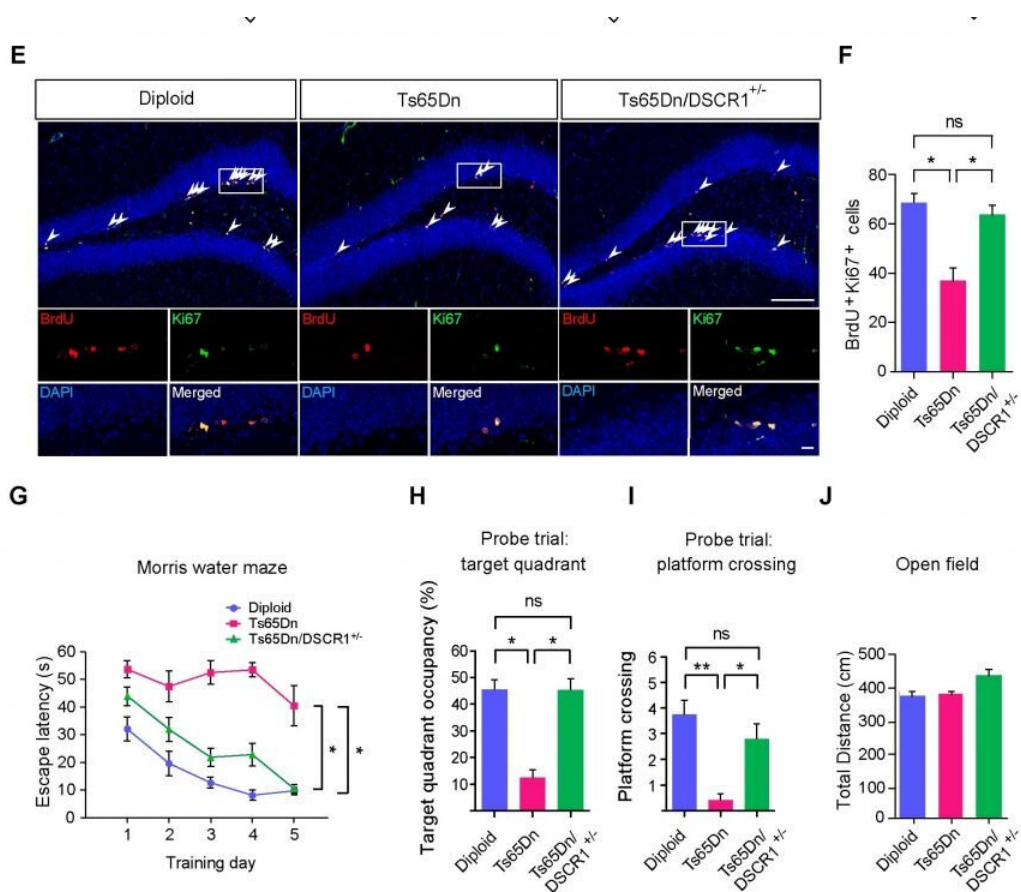 E
Diploid
Ts65Dn
Ts65Dn/DSCR1+/-
BrdU
Ki67
BrdU
Ki67
BrdU
Ki67
DAPI
Merged
DAPI
Merged
DAPI
Merged
F
ns
*
*
BrdU+Ki67+ cells
80
60
40
20
0
Diploid
Ts65Dn
Ts65Dn/
DSCR1+/-
G
Morris water maze
Diploid
Ts65Dn
Ts65Dn/DSCR1+/-
Escape latency (s)
60
50
40
30
20
10
0
*
*
1
2
3
4
5
Training day
H
Probe trial:
target quadrant
ns
*
*
Target quadrant occupancy (%)
60
50
40
30
20
10
Diploid
Ts65Dn
Ts65Dn/
DSCR1+/-
I
Probe trial:
platform crossing
ns
**
*
Platform crossing
6
5
4
4
3
2
1
0
Diploid
Ts65Dn
Ts65Dn/
DSCR1+/-
J
Open field
Total Distance (cm)
500
400
300
200
100
0
Diploid
Ts65Dn
Ts65Dn/
DSCR1+/-